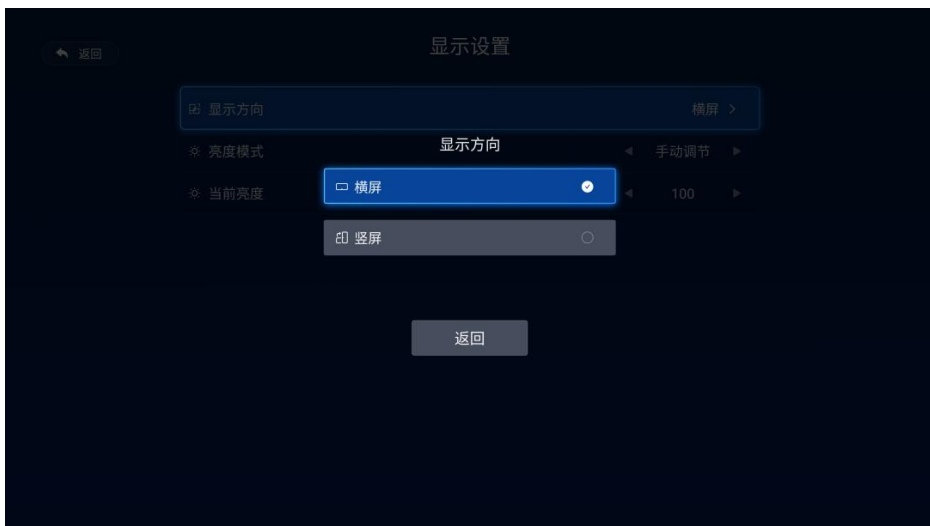 返回
显示设置
显示方向 横屏
显示方向
亮度模式 手动调节
横屏
当前亮度 100
竖屏
返回